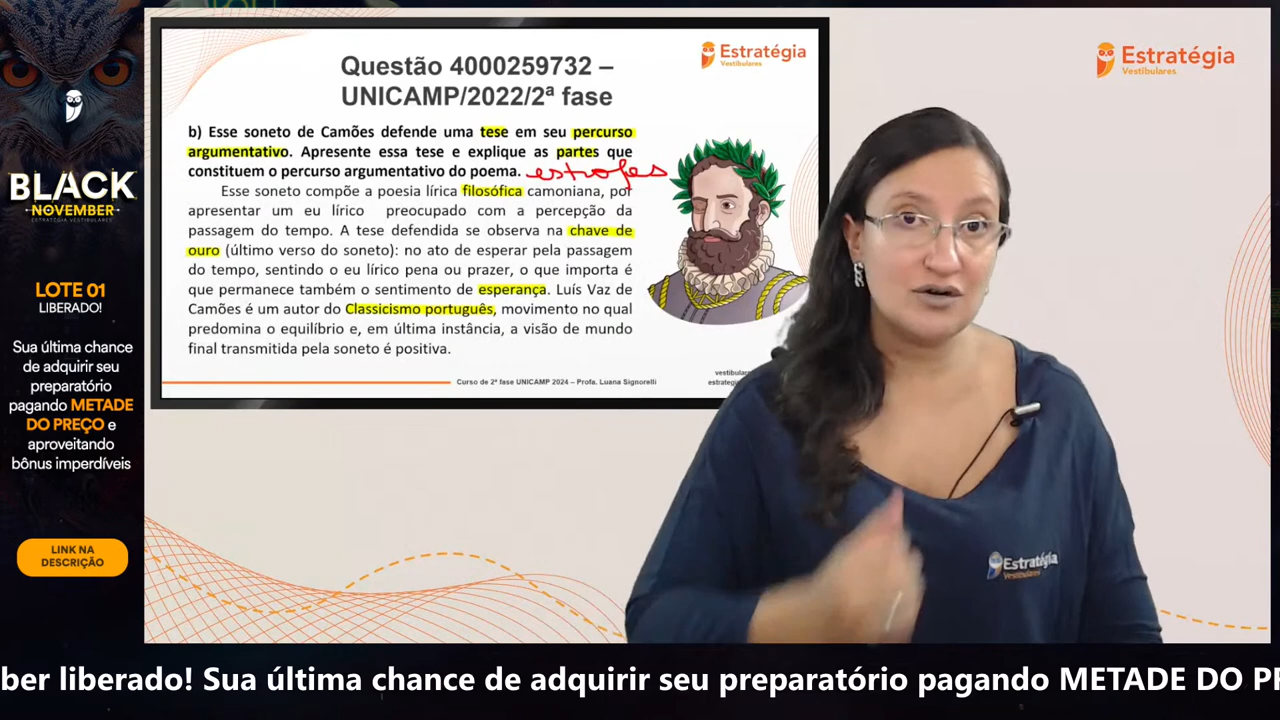 BLACK
NOVEMBER
ESTRATÉGIA VESTIBULARES
LOTE 01
LIBERADO!
Sua última chance
de adquirir seu
preparatório
pagando METADE
DO PREÇO e
aproveitando
bônus imperdíveis
LINK NA
DESCRIÇÃO
Questão 4000259732 –
UNICAMP/2022/2ª fase
Estratégia
Vestibulares
b) Esse soneto de Camões defende uma tese em seu percurso
argumentativo. Apresente essa tese e explique as partes que
constituem o percurso argumentativo do poema. estrofes
Esse soneto compõe a poesia lírica filosófica camoniana, por
apresentar um eu lírico preocupado com a percepção da
passagem do tempo. A tese defendida se observa na chave de
ouro (último verso do soneto): no ato de esperar pela passagem
do tempo, sentindo o eu lírico pena ou prazer, o que importa é
que permanece também o sentimento de esperança. Luís Vaz de
Camões é um autor do Classicismo português, movimento no qual
predomina o equilíbrio e, em última instância, a visão de mundo
final transmitida pela soneto é positiva.
Curso de 2ª fase UNICAMP 2024 – Profa. Luana Signorelli
Estratégia
Vestibulares
Estratégia
Vestibulares
ber liberado! Sua última chance de adquirir seu preparatório pagando METADE DO